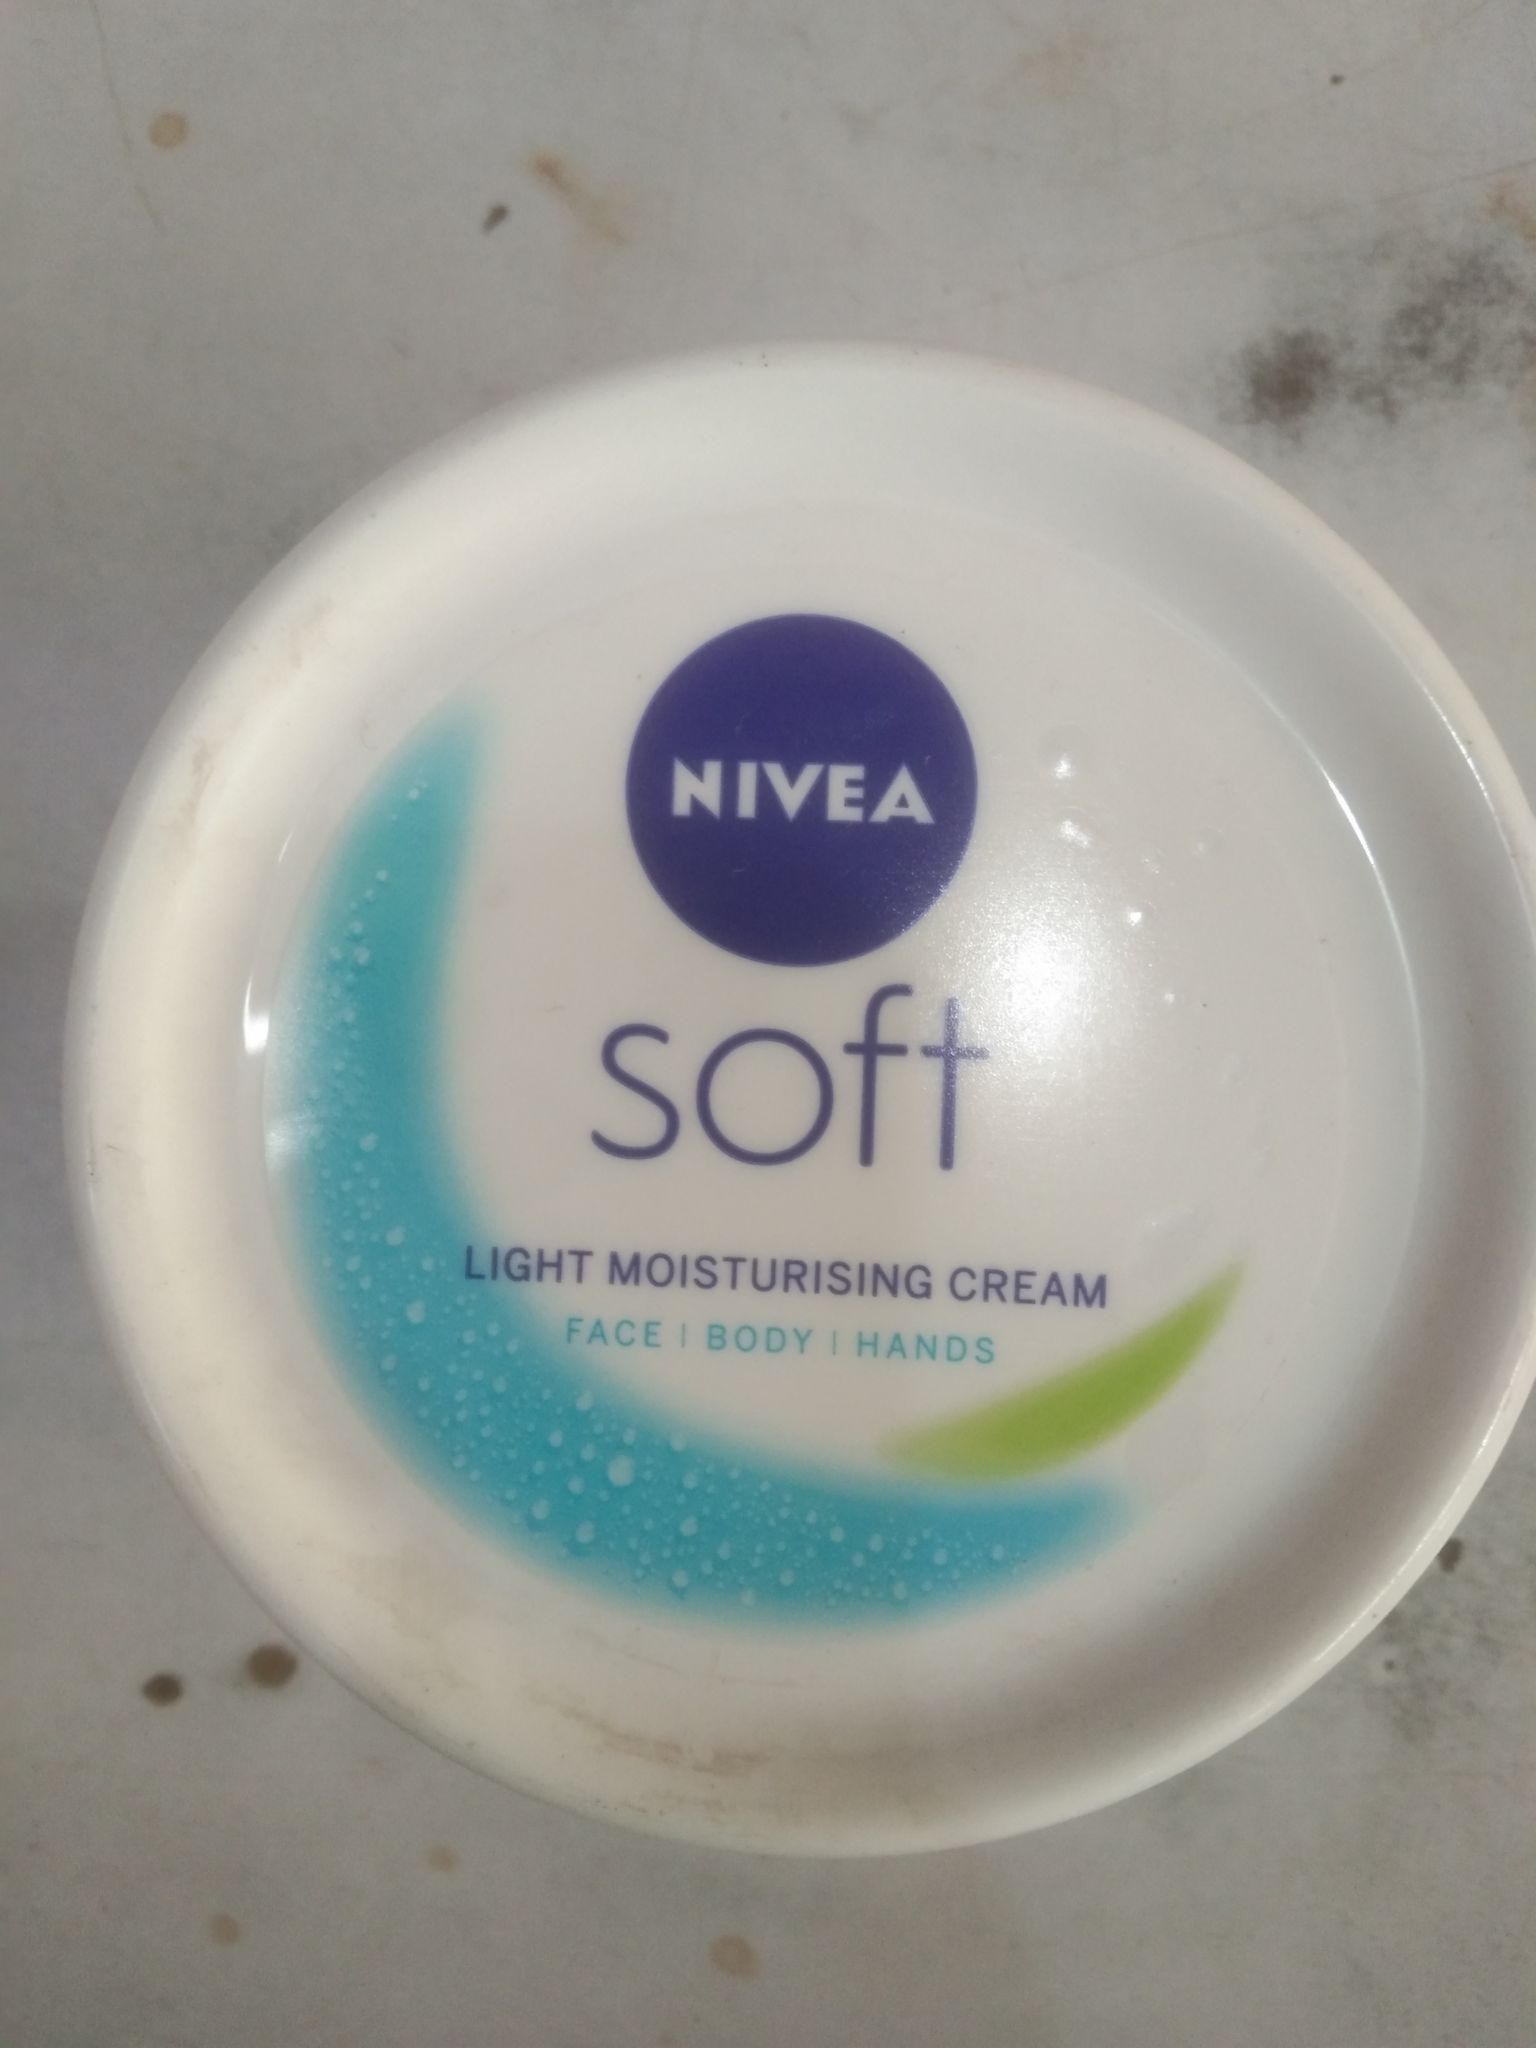 NIVEA
soft
LIGHT MOISTURISING CREAM
FACE | BODY | HANDS